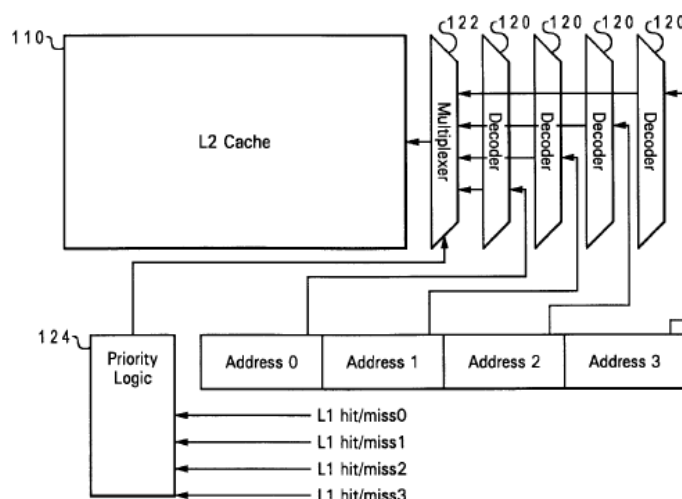 110
122 120 120 120 120
L2 Cache
Multiplexer
Decoder
Decoder
Decoder
Decoder
124
Priority
Logic
Address 0 Address 1 Address 2 Address 3
L1 hit/miss0
L1 hit/miss1
L1 hit/miss2
L1 hit/miss3